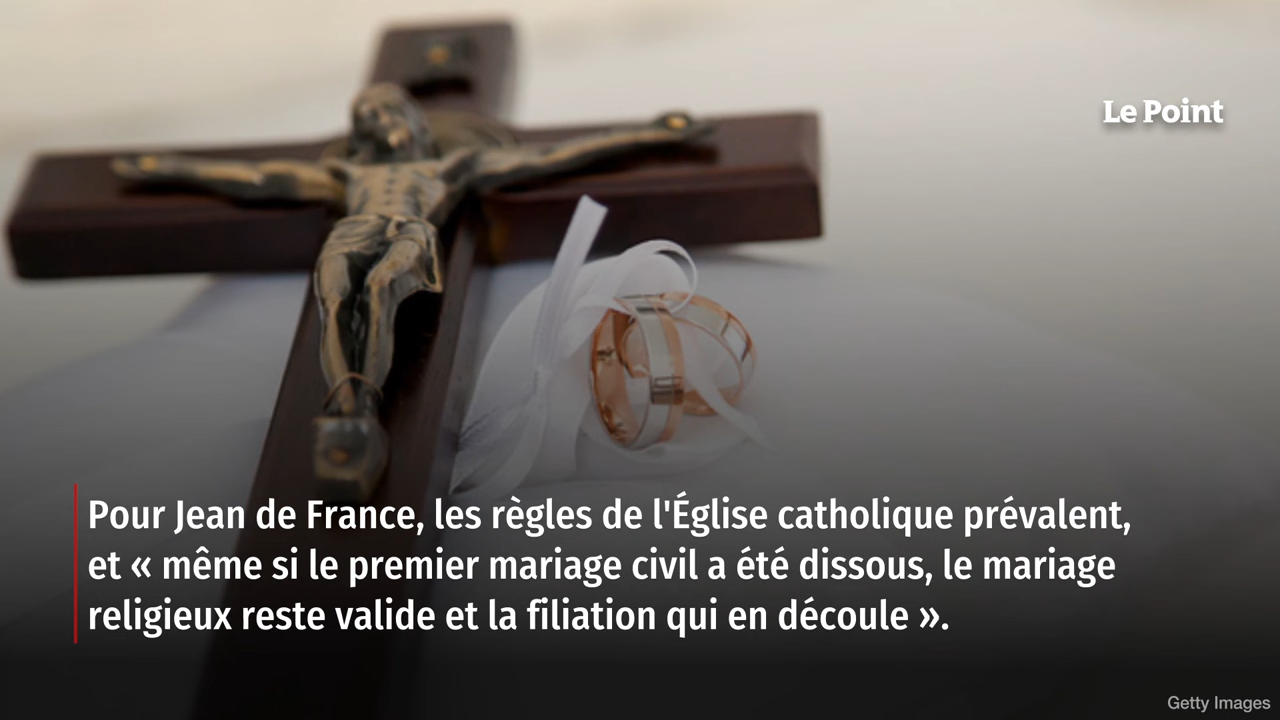 Le Point
Pour Jean de France, les règles de l'Église catholique prévalent,
et « même si le premier mariage civil a été dissous, le mariage
religieux reste valide et la filiation qui en découle ».
Getty Images